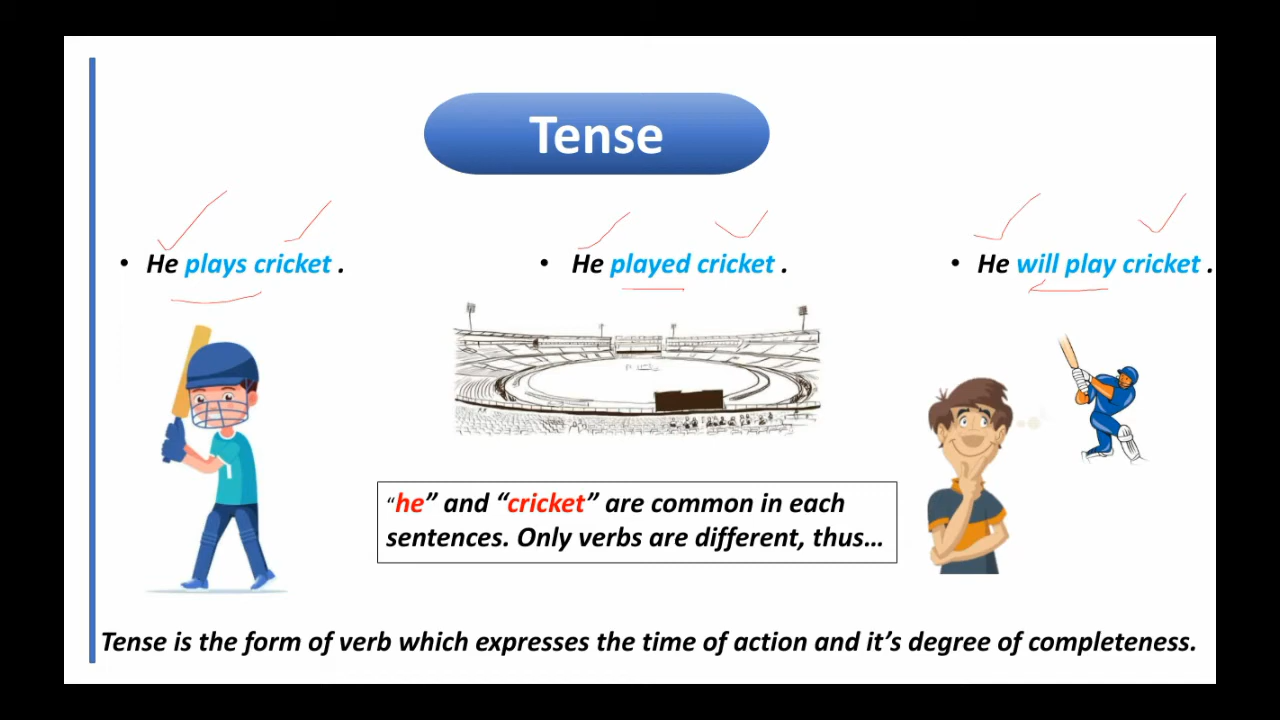 Tense
• He plays cricket .
• He played cricket .
• He will play cricket .
“he” and “cricket” are common in each
sentences. Only verbs are different, thus…
Tense is the form of verb which expresses the time of action and it’s degree of completeness.